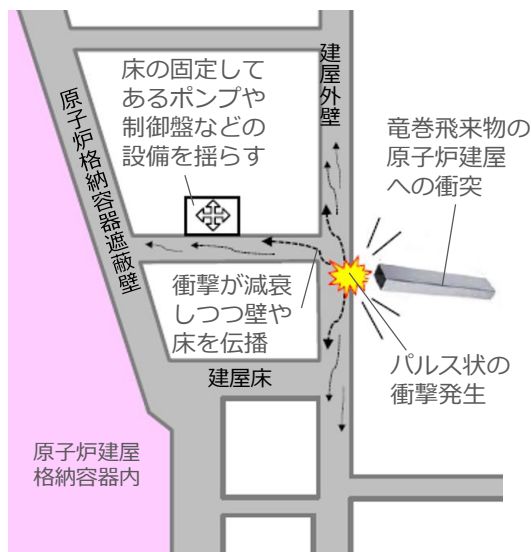 床の固定して
あるポンプや
制御盤などの
設備を揺らす
建屋外壁
竜巻飛来物の
原子炉建屋
への衝突
原子炉格納容器遮蔽壁
衝撃が減衰
しつつ壁や
床を伝播
パルス状の
衝撃発生
建屋床
原子炉建屋
格納容器内